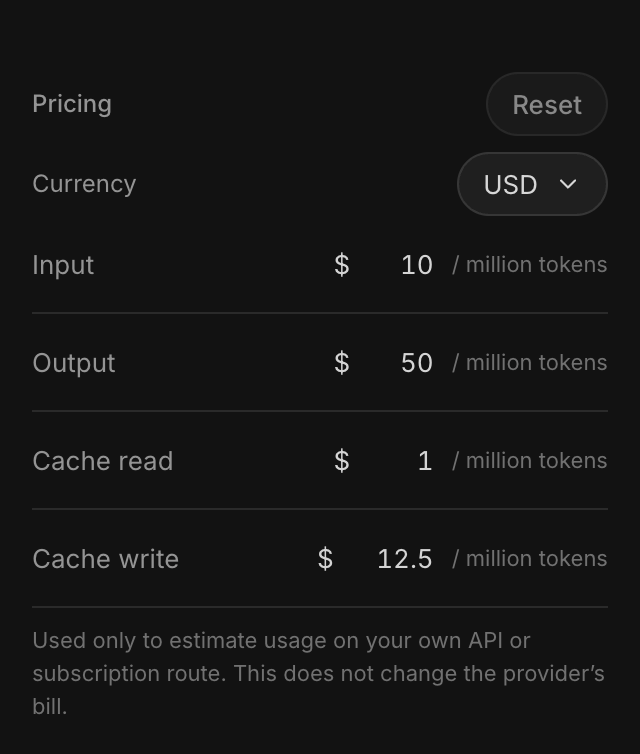 Pricing Reset
Currency USD
Input $ 10 / million tokens
Output $ 50 / million tokens
Cache read $ 1 / million tokens
Cache write $ 12.5 / million tokens
Used only to estimate usage on your own API or
subscription route. This does not change the provider’s
bill.